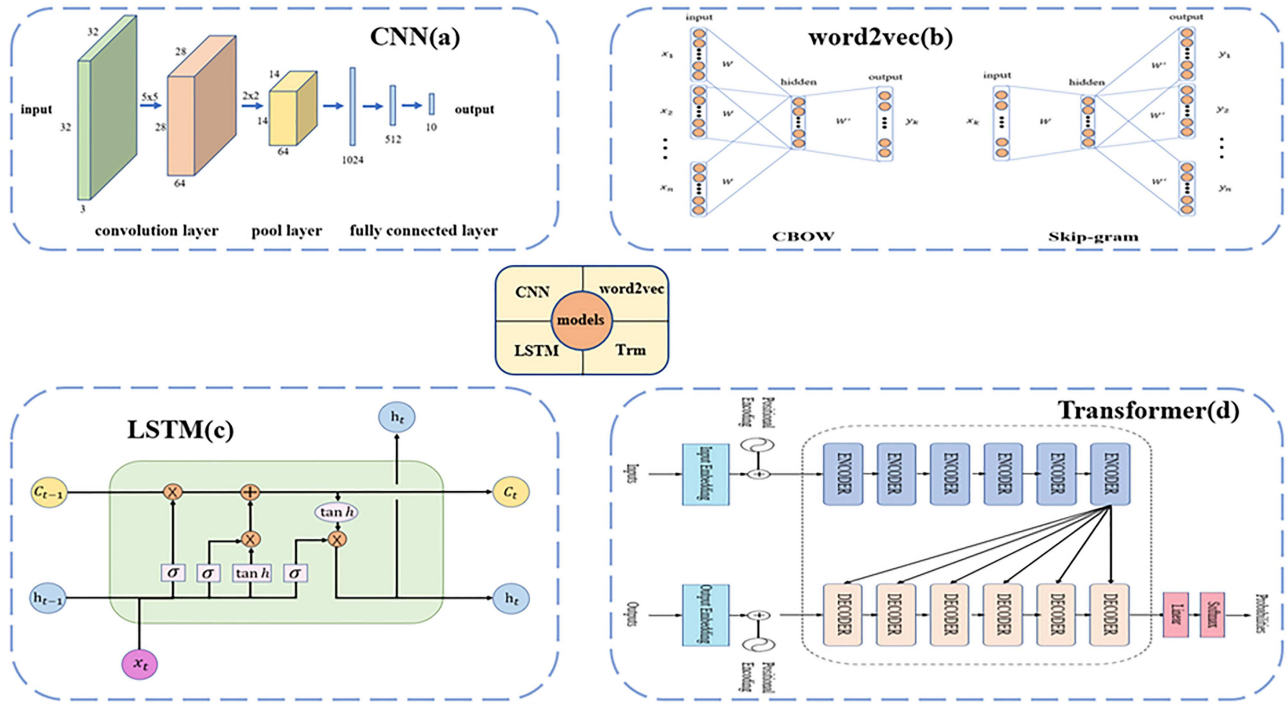 CNN(a)
input
32
32
3
5x5
28
28
64
2x2
14
14
64
1024
512
10
output
convolution layer
pool layer
fully connected layer
word2vec(b)
input
x1
x2
xn
W
W
W
hidden
W'
output
yk
CBOW
input
xk
W
hidden
W'
W'
W'
output
y1
y2
yn
Skip-gram
CNN
word2vec
models
LSTM
Trm
LSTM(c)
ht
Ct-1
Ct
tan h
σ
σ
tan h
σ
ht-1
ht
xt
Transformer(d)
Inputs
Input Embedding
Positional
Encoding
ENCODER
ENCODER
ENCODER
ENCODER
ENCODER
ENCODER
Outputs
Output Embedding
Positional
Encoding
DECODER
DECODER
DECODER
DECODER
DECODER
DECODER
Linear
Softmax
Probabilities